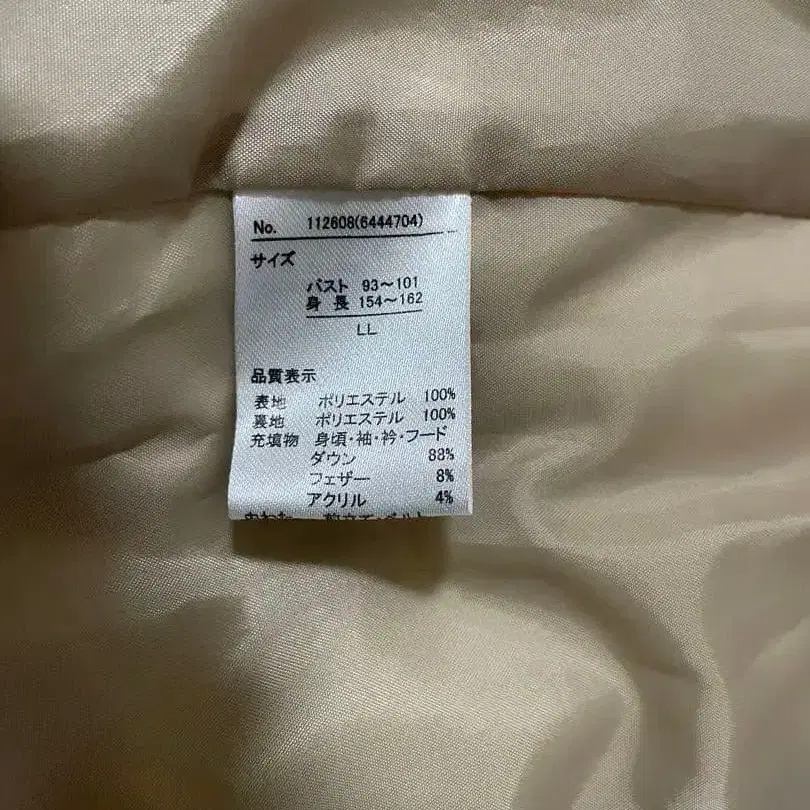 No. 112608(6444704)
サイズ
バスト 93～101
身 長 154～162
LL
品質表示
表地 ポリエステル 100%
裏地 ポリエステル 100%
充填物 身頃・袖・衿・フード
ダウン 88%
フェザー 8%
アクリル 4%